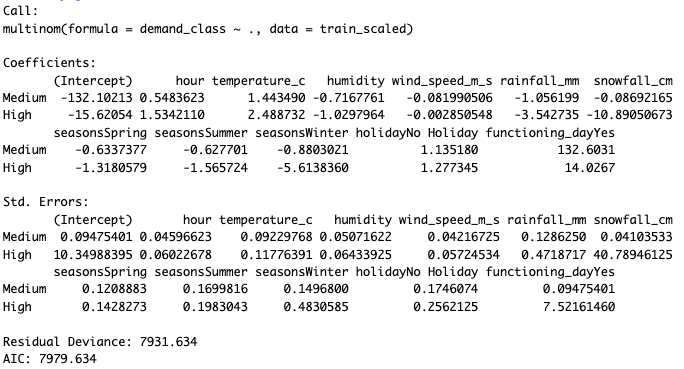 Call:
multinom(formula = demand_class ~ ., data = train_scaled)
Coefficients:
(Intercept) hour temperature_c humidity wind_speed_m_s rainfall_mm snowfall_cm
Medium -132.10213 0.5483623 1.443490 -0.7167761 -0.081990506 -1.056199 -0.08692165
High -15.62054 1.5342110 2.488732 -1.0297964 -0.002850548 -3.542735 -10.89050673
seasonsSpring seasonsSummer seasonsWinter holidayNo Holiday functioning_dayYes
Medium -0.6337377 -0.627701 -0.8803021 1.135180 132.6031
High -1.3180579 -1.565724 -5.6138360 1.277345 14.0267
Std. Errors:
(Intercept) hour temperature_c humidity wind_speed_m_s rainfall_mm snowfall_cm
Medium 0.09475401 0.04596623 0.09229768 0.05071622 0.04216725 0.1286250 0.04103533
High 10.34988395 0.06022678 0.11776391 0.06433925 0.05724534 0.4718717 40.78946125
seasonsSpring seasonsSummer seasonsWinter holidayNo Holiday functioning_dayYes
Medium 0.1208883 0.1699816 0.1496800 0.1746074 0.09475401
High 0.1428273 0.1983043 0.4830585 0.2562125 7.52161460
Residual Deviance: 7931.634
AIC: 7979.634